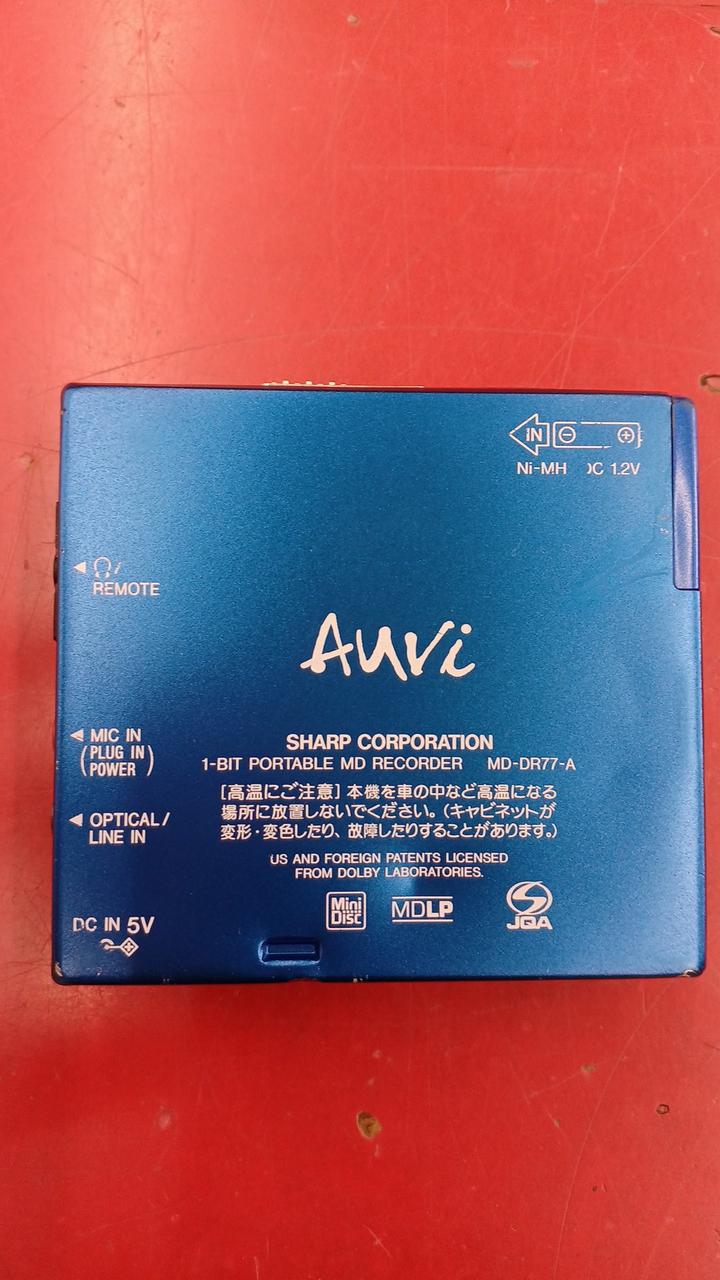 IN
Ni-MH DC 1.2V
REMOTE
Auvi
MIC IN
(PLUG IN
POWER)
SHARP CORPORATION
1-BIT PORTABLE MD RECORDER MD-DR77-A
[高温にご注意] 本機を車の中など高温になる
場所に放置しないでください。(キャビネットが
変形・変色したり、故障したりすることがあります。)
OPTICAL/
LINE IN
US AND FOREIGN PATENTS LICENSED
FROM DOLBY LABORATORIES.
Mini
Disc
MDLP
JQA
DC IN 5V